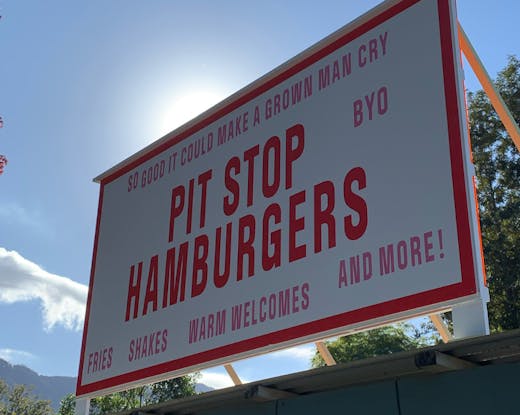 SO GOOD IT COULD MAKE A GROWN MAN CRY
BYO
PIT STOP
HAMBURGERS
FRIES SHAKES WARM WELCOMES AND MORE!